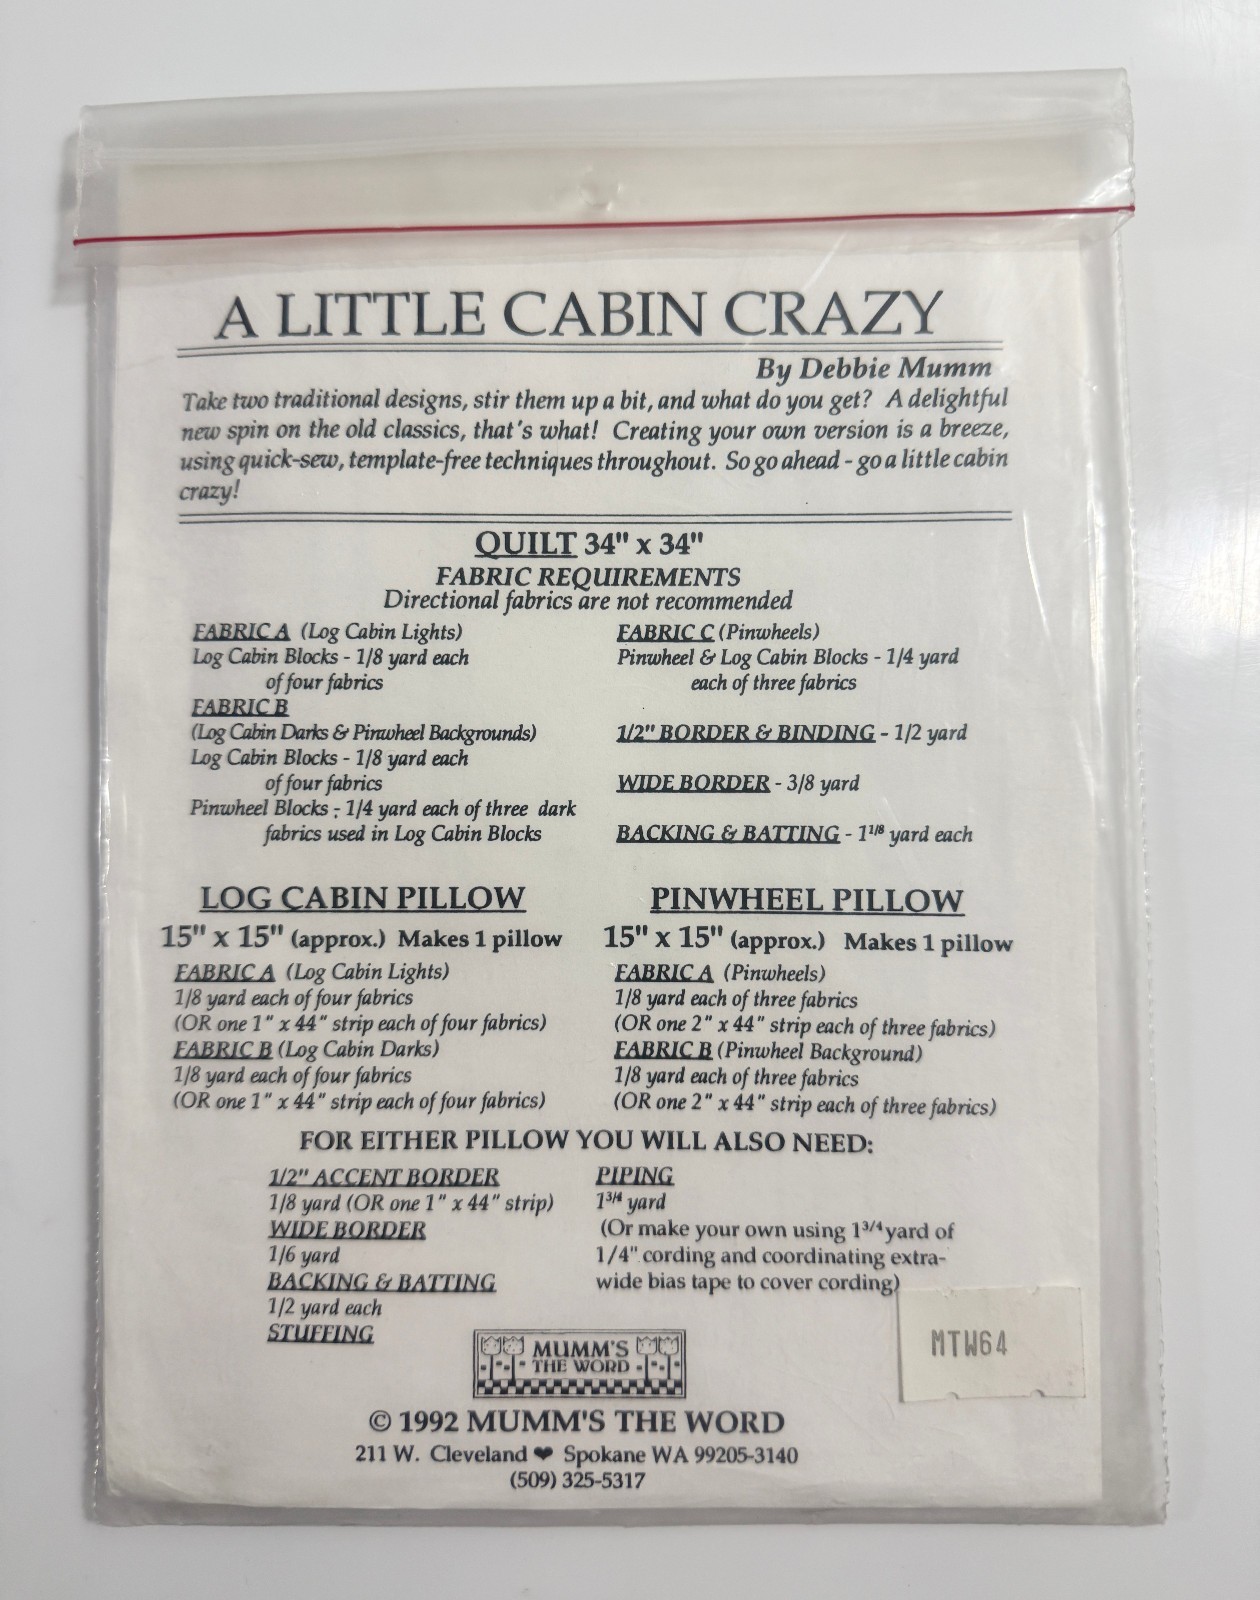 A LITTLE CABIN CRAZY
By Debbie Mumm
Take two traditional designs, stir them up a bit, and what do you get? A delightful
new spin on the old classics, that's what! Creating your own version is a breeze,
using quick-sew, template-free techniques throughout. So go ahead - go a little cabin
crazy!
QUILT 34" x 34"
FABRIC REQUIREMENTS
Directional fabrics are not recommended
FABRIC A (Log Cabin Lights)
Log Cabin Blocks - 1/8 yard each
of four fabrics
FABRIC B
(Log Cabin Darks & Pinwheel Backgrounds)
Log Cabin Blocks - 1/8 yard each
of four fabrics
Pinwheel Blocks - 1/4 yard each of three dark
fabrics used in Log Cabin Blocks
FABRIC C (Pinwheels)
Pinwheel & Log Cabin Blocks - 1/4 yard
each of three fabrics
1/2" BORDER & BINDING - 1/2 yard
WIDE BORDER - 3/8 yard
BACKING & BATTING - 1 1/8 yard each
LOG CABIN PILLOW
15" x 15" (approx.) Makes 1 pillow
FABRIC A (Log Cabin Lights)
1/8 yard each of four fabrics
(OR one 1" x 44" strip each of four fabrics)
FABRIC B (Log Cabin Darks)
1/8 yard each of four fabrics
(OR one 1" x 44" strip each of four fabrics)
PINWHEEL PILLOW
15" x 15" (approx.) Makes 1 pillow
FABRIC A (Pinwheels)
1/8 yard each of three fabrics
(OR one 2" x 44" strip each of three fabrics)
FABRIC B (Pinwheel Background)
1/8 yard each of three fabrics
(OR one 2" x 44" strip each of three fabrics)
FOR EITHER PILLOW YOU WILL ALSO NEED:
1/2" ACCENT BORDER
1/8 yard (OR one 1" x 44" strip)
WIDE BORDER
1/6 yard
BACKING & BATTING
1/2 yard each
STUFFING
PIPING
1 3/4 yard
(Or make your own using 1 3/4 yard of
1/4" cording and coordinating extra-
wide bias tape to cover cording)
MTW64
MUMM'S
THE WORD
© 1992 MUMM'S THE WORD
211 W. Cleveland ❤ Spokane WA 99205-3140
(509) 325-5317